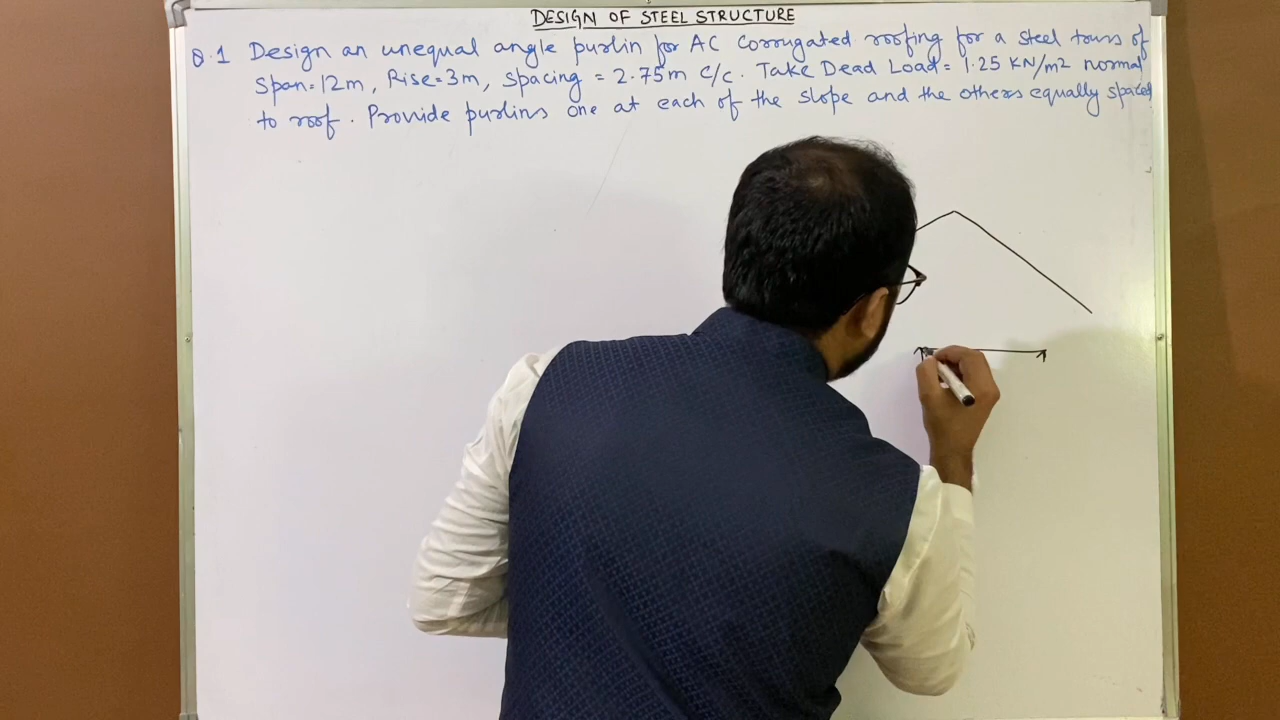 DESIGN OF STEEL STRUCTURE
Q.1 Design an unequal angle purlin for AC corrugated roofing for a steel truss of
Span=12m, Rise=3m, spacing = 2.75m c/c. Take Dead Load= 1.25 KN/m² normal
to roof. Provide purlins one at each of the slope and the others equally spaced